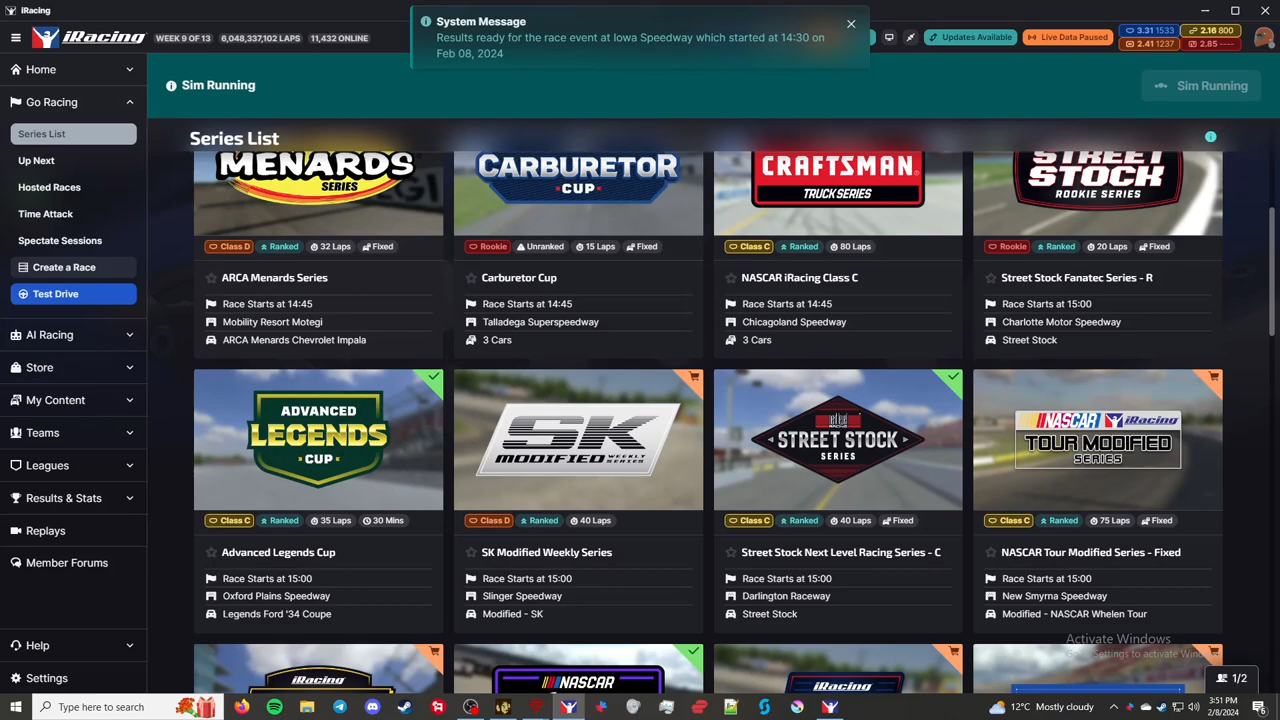 iRacing
iRacing
WEEK 9 OF 13
6,048,337,102 LAPS
11,432 ONLINE
System Message
Results ready for the race event at Iowa Speedway which started at 14:30 on
Feb 08, 2024
Updates Available
Live Data Paused
3.31 1533
2.16 800
2.41 1237
2.85 ----
Home
Go Racing
Series List
Up Next
Hosted Races
Time Attack
Spectate Sessions
Create a Race
Test Drive
AI Racing
Store
My Content
Teams
Leagues
Results & Stats
Replays
Member Forums
Help
Settings
Sim Running
Sim Running
Series List
MENARDS
SERIES
Class D
Ranked
32 Laps
Fixed
ARCA Menards Series
Race Starts at 14:45
Mobility Resort Motegi
ARCA Menards Chevrolet Impala
CARBURETOR
CUP
Rookie
Unranked
15 Laps
Fixed
Carburetor Cup
Race Starts at 14:45
Talladega Superspeedway
3 Cars
CRAFTSMAN
TRUCK SERIES
Class C
Ranked
80 Laps
NASCAR iRacing Class C
Race Starts at 14:45
Chicagoland Speedway
3 Cars
STREET
STOCK
ROOKIE SERIES
Rookie
Ranked
20 Laps
Fixed
Street Stock Fanatec Series - R
Race Starts at 15:00
Charlotte Motor Speedway
Street Stock
ADVANCED
LEGENDS
CUP
Class C
Ranked
35 Laps
30 Mins
Advanced Legends Cup
Race Starts at 15:00
Oxford Plains Speedway
Legends Ford '34 Coupe
SK
MODIFIED WEEKLY SERIES
Class D
Ranked
40 Laps
SK Modified Weekly Series
Race Starts at 15:00
Slinger Speedway
Modified - SK
STREET STOCK
SERIES
Class C
Ranked
40 Laps
Fixed
Street Stock Next Level Racing Series - C
Race Starts at 15:00
Darlington Raceway
Street Stock
NASCAR iRacing
TOUR MODIFIED
SERIES
Class C
Ranked
75 Laps
Fixed
NASCAR Tour Modified Series - Fixed
Race Starts at 15:00
New Smyrna Speedway
Modified - NASCAR Whelen Tour
NASCAR
iRacing
Activate Windows
Go to Settings to activate Windows
1/2
Type here to search
12°C Mostly cloudy
3:51 PM
2/8/2024